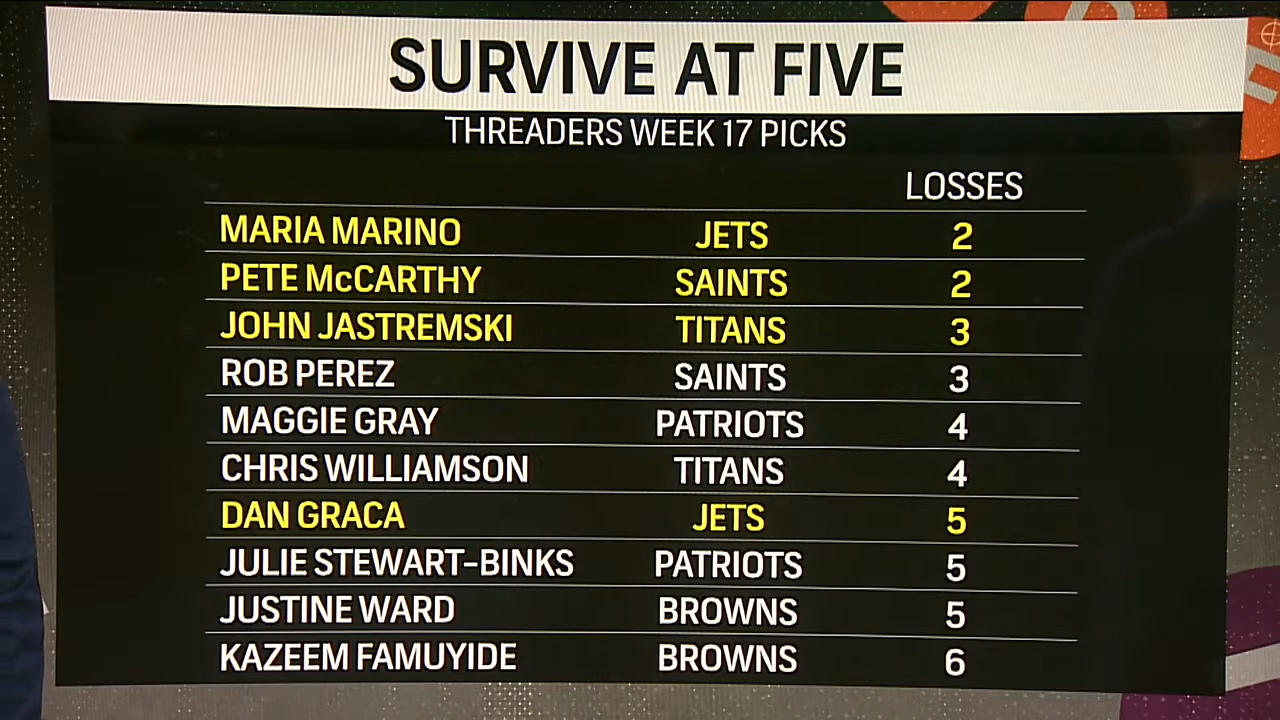 SURVIVE AT FIVE
THREADERS WEEK 17 PICKS
LOSSES
MARIA MARINO JETS 2
PETE McCARTHY SAINTS 2
JOHN JASTREMSKI TITANS 3
ROB PEREZ SAINTS 3
MAGGIE GRAY PATRIOTS 4
CHRIS WILLIAMSON TITANS 4
DAN GRACA JETS 5
JULIE STEWART-BINKS PATRIOTS 5
JUSTINE WARD BROWNS 5
KAZEEM FAMUYIDE BROWNS 6